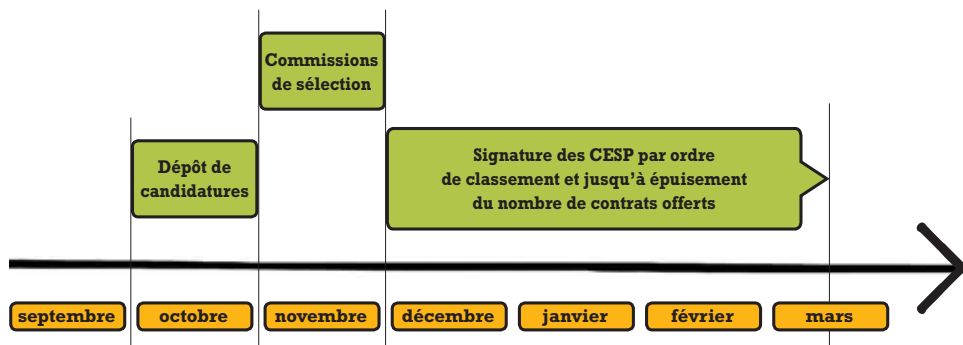 Commissions
de sélection
Dépôt de
candidatures
Signature des CESP par ordre
de classement et jusqu'à épuisement
du nombre de contrats offerts
septembre
octobre
novembre
décembre
janvier
février
mars